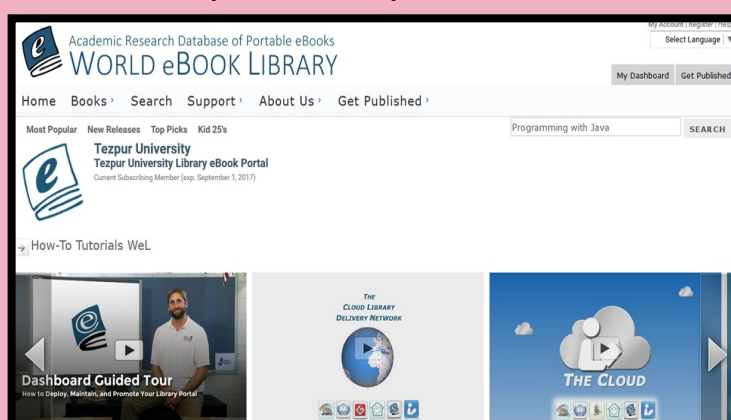 My Account | Register | Help
Academic Research Database of Portable eBooks
Select Language
WORLD eBOOK LIBRARY
My Dashboard Get Published
Home Books Search Support About Us Get Published
Most Popular New Releases Top Picks Kid 25's
Programming with Java SEARCH
Tezpur University
Tezpur University Library eBook Portal
Current Subscribing Member (exp. September 1, 2017)
How-To Tutorials WeL
THE
CLOUD LIBRARY
DELIVERY NETWORK
Dashboard Guided Tour
How to Deploy, Maintain, and Promote Your Library Portal
THE CLOUD